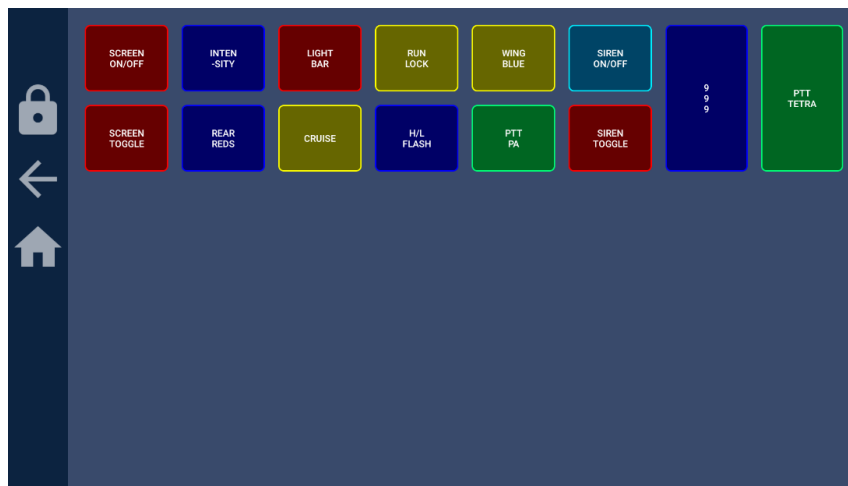 SCREEN
ON/OFF
INTEN
-SITY
LIGHT
BAR
RUN
LOCK
WING
BLUE
SIREN
ON/OFF
9
9
9
PTT
TETRA
SCREEN
TOGGLE
REAR
REDS
CRUISE
H/L
FLASH
PTT
PA
SIREN
TOGGLE